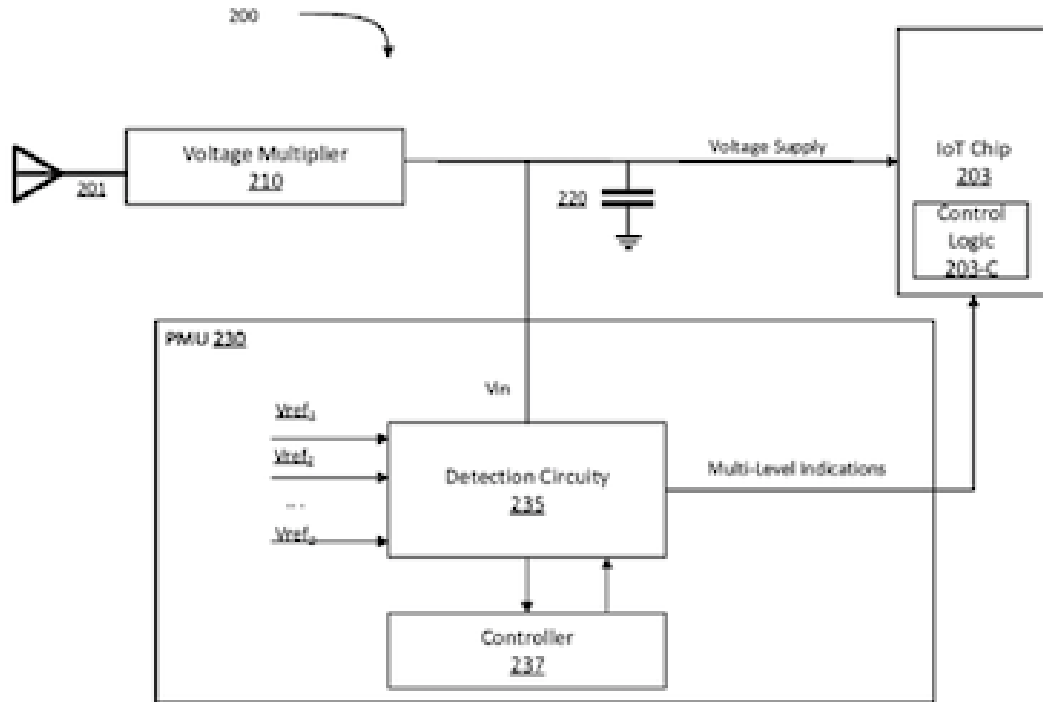 200
Voltage Multiplier
210
201
220
Voltage Supply
IoT Chip
203
Control
Logic
203-C
PMU 230
Vin
Vref₁
Vref₂
...
Vrefₙ
Detection Circuity
235
Multi-Level Indications
Controller
237